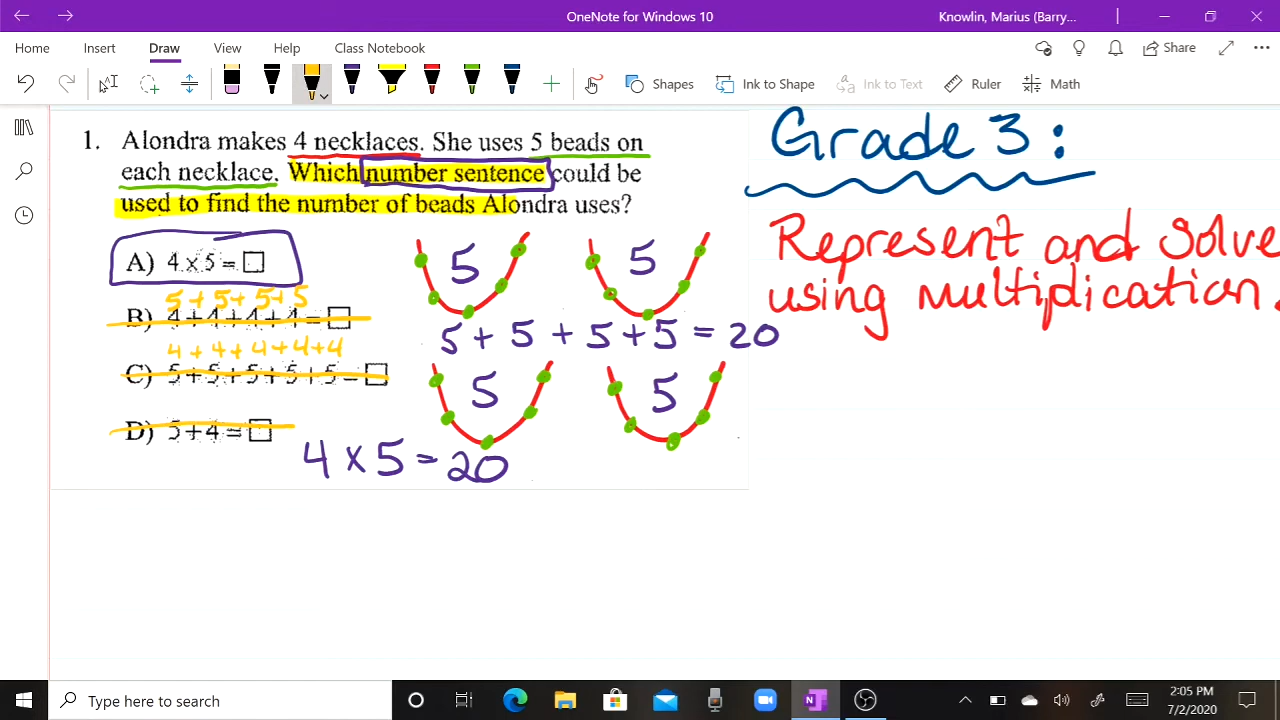 OneNote for Windows 10
Knowlin, Marius (Barry...
Home Insert Draw View Help Class Notebook Share
Shapes Ink to Shape Ink to Text Ruler Math
1. Alondra makes 4 necklaces. She uses 5 beads on
each necklace. Which number sentence could be
used to find the number of beads Alondra uses?
A) 4 x 5 = □
5 + 5 + 5 + 5
B) 4 + 4 + 4 + 4 = □
4 + 4 + 4 + 4 + 4
C) 5 + 5 + 5 + 5 + 5 = □
D) 5 + 4 = □
4 x 5 = 20
5 5
5 + 5 + 5 + 5 = 20
5 5
Grade 3:
Represent and Solve
using multiplication.
Type here to search
2:05 PM
7/2/2020